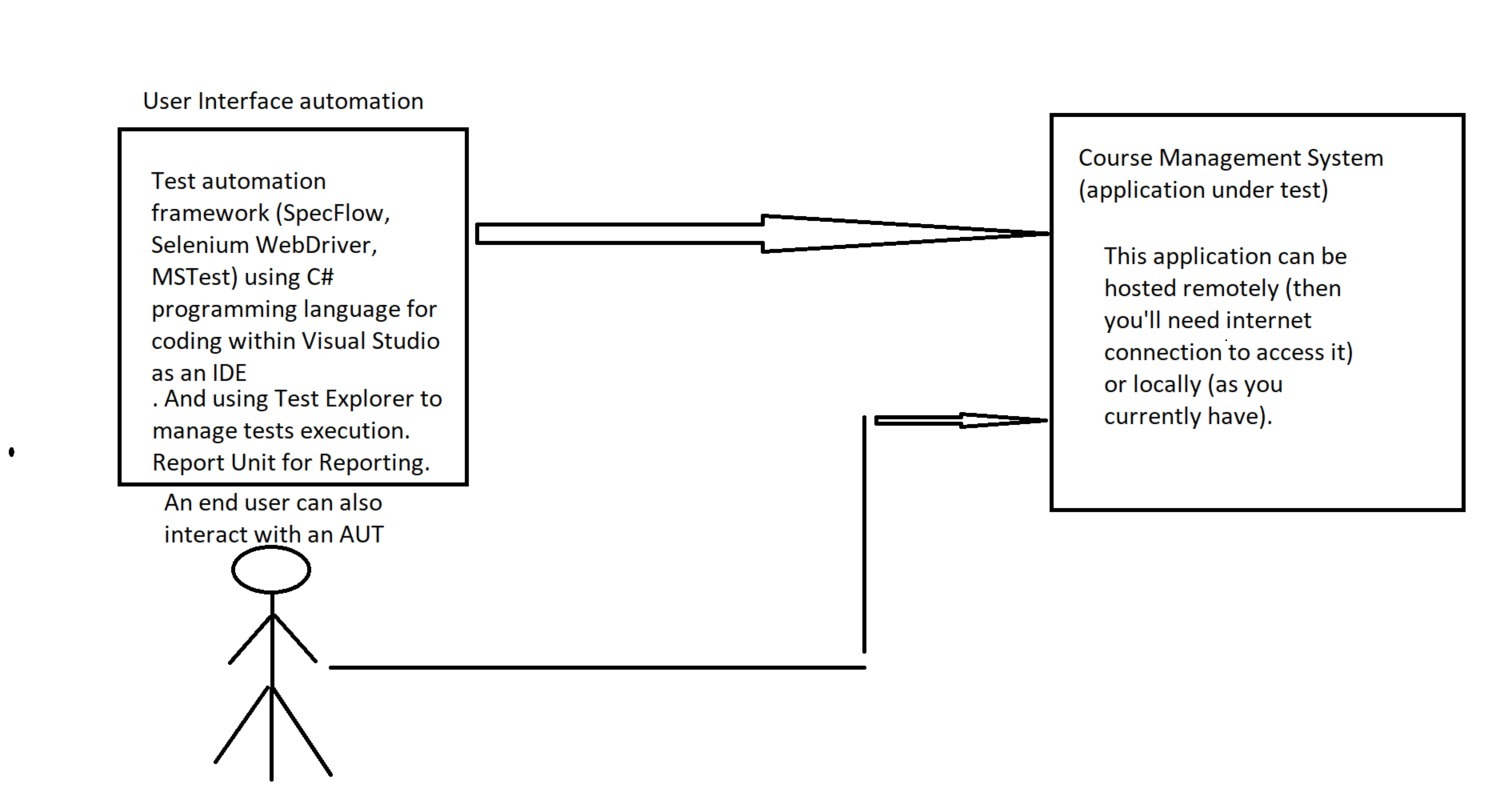 User Interface automation
Test automation
framework (SpecFlow,
Selenium WebDriver,
MSTest) using C#
programming language for
coding within Visual Studio
as an IDE
. And using Test Explorer to
manage tests execution.
Report Unit for Reporting.
An end user can also
interact with an AUT
Course Management System
(application under test)
This application can be
hosted remotely (then
you'll need internet
connection to access it)
or locally (as you
currently have).